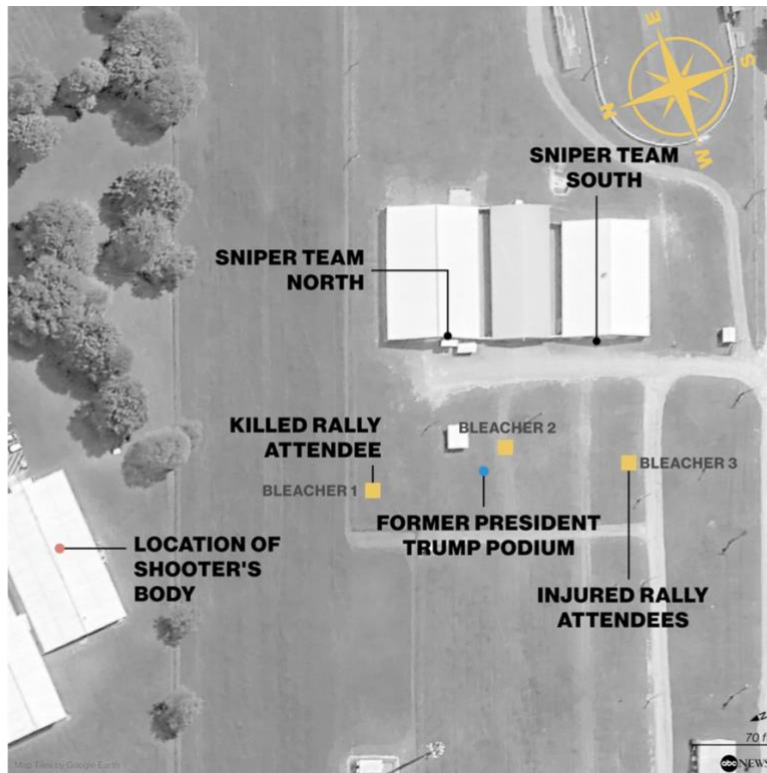 E
S
N
W
SNIPER TEAM
SOUTH
SNIPER TEAM
NORTH
KILLED RALLY
ATTENDEE
BLEACHER 2
BLEACHER 1
BLEACHER 3
FORMER PRESIDENT
TRUMP PODIUM
LOCATION OF
SHOOTER'S
BODY
INJURED RALLY
ATTENDEES
N
70 f
Map Tiles by Google Earth
abc NEWS